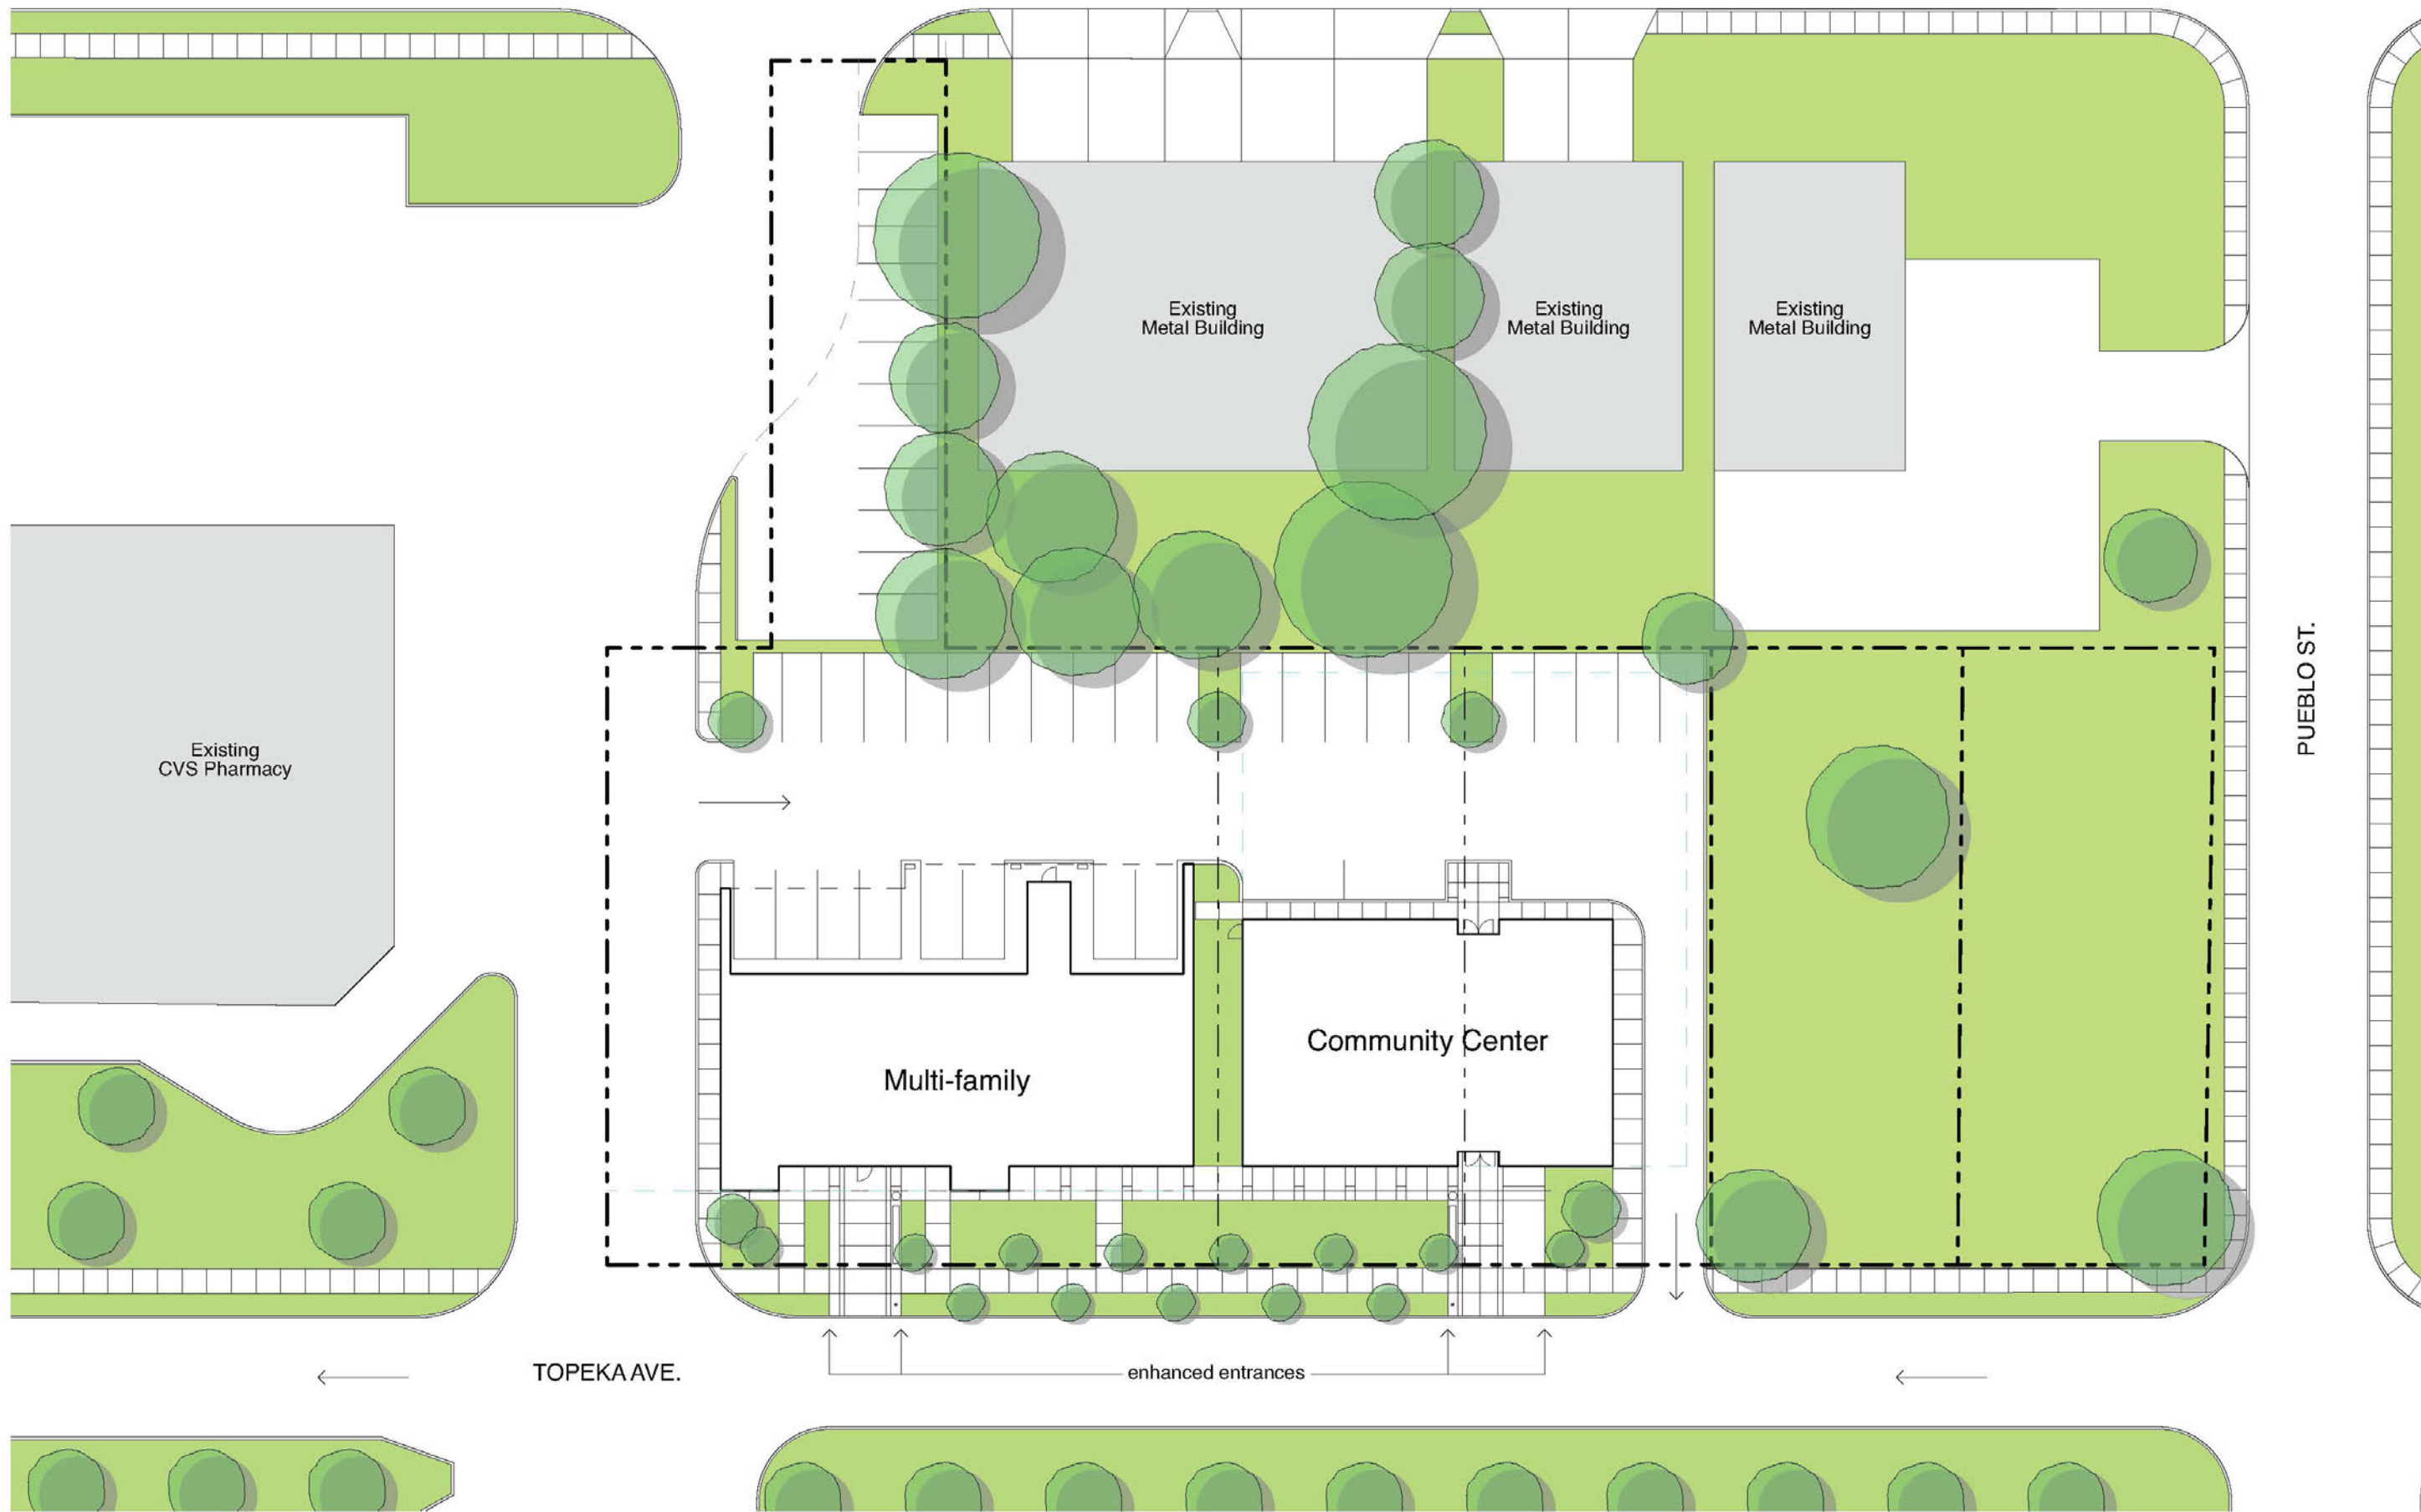 Existing
Metal Building
Existing
Metal Building
Existing
Metal Building
PUEBLO ST.
Existing
CVS Pharmacy
Community Center
Multi-family
TOPEKA AVE.
enhanced entrances